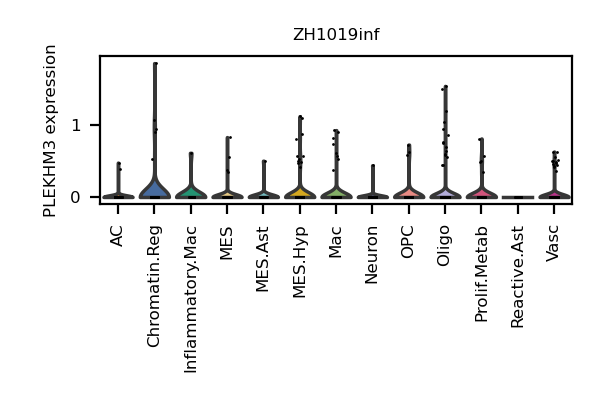 ZH1019inf
PLEKHM3 expression
1
0
AC
Chromatin.Reg
Inflammatory.Mac
MES
MES.Ast
MES.Hyp
Mac
Neuron
OPC
Oligo
Prolif.Metab
Reactive.Ast
Vasc